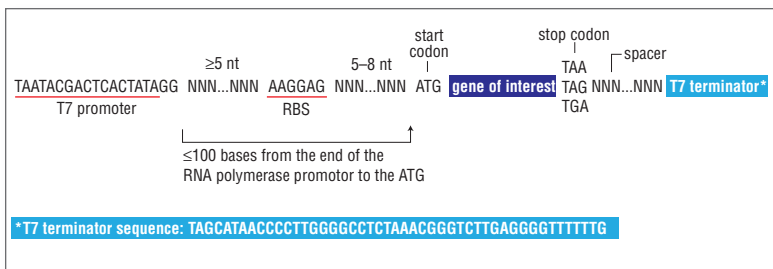 start
codon
stop codon
≥5 nt
5–8 nt
spacer
TAA
TAATACGACTCACTATAGG NNN...NNN AAGGAG NNN...NNN ATG gene of interest TAG NNN...NNN T7 terminator*
T7 promoter
RBS
TGA
≤100 bases from the end of the
RNA polymerase promotor to the ATG
*T7 terminator sequence: TAGCATAACCCCTTGGGGCCTCTAAACGGGTCTTGAGGGGTTTTTTG